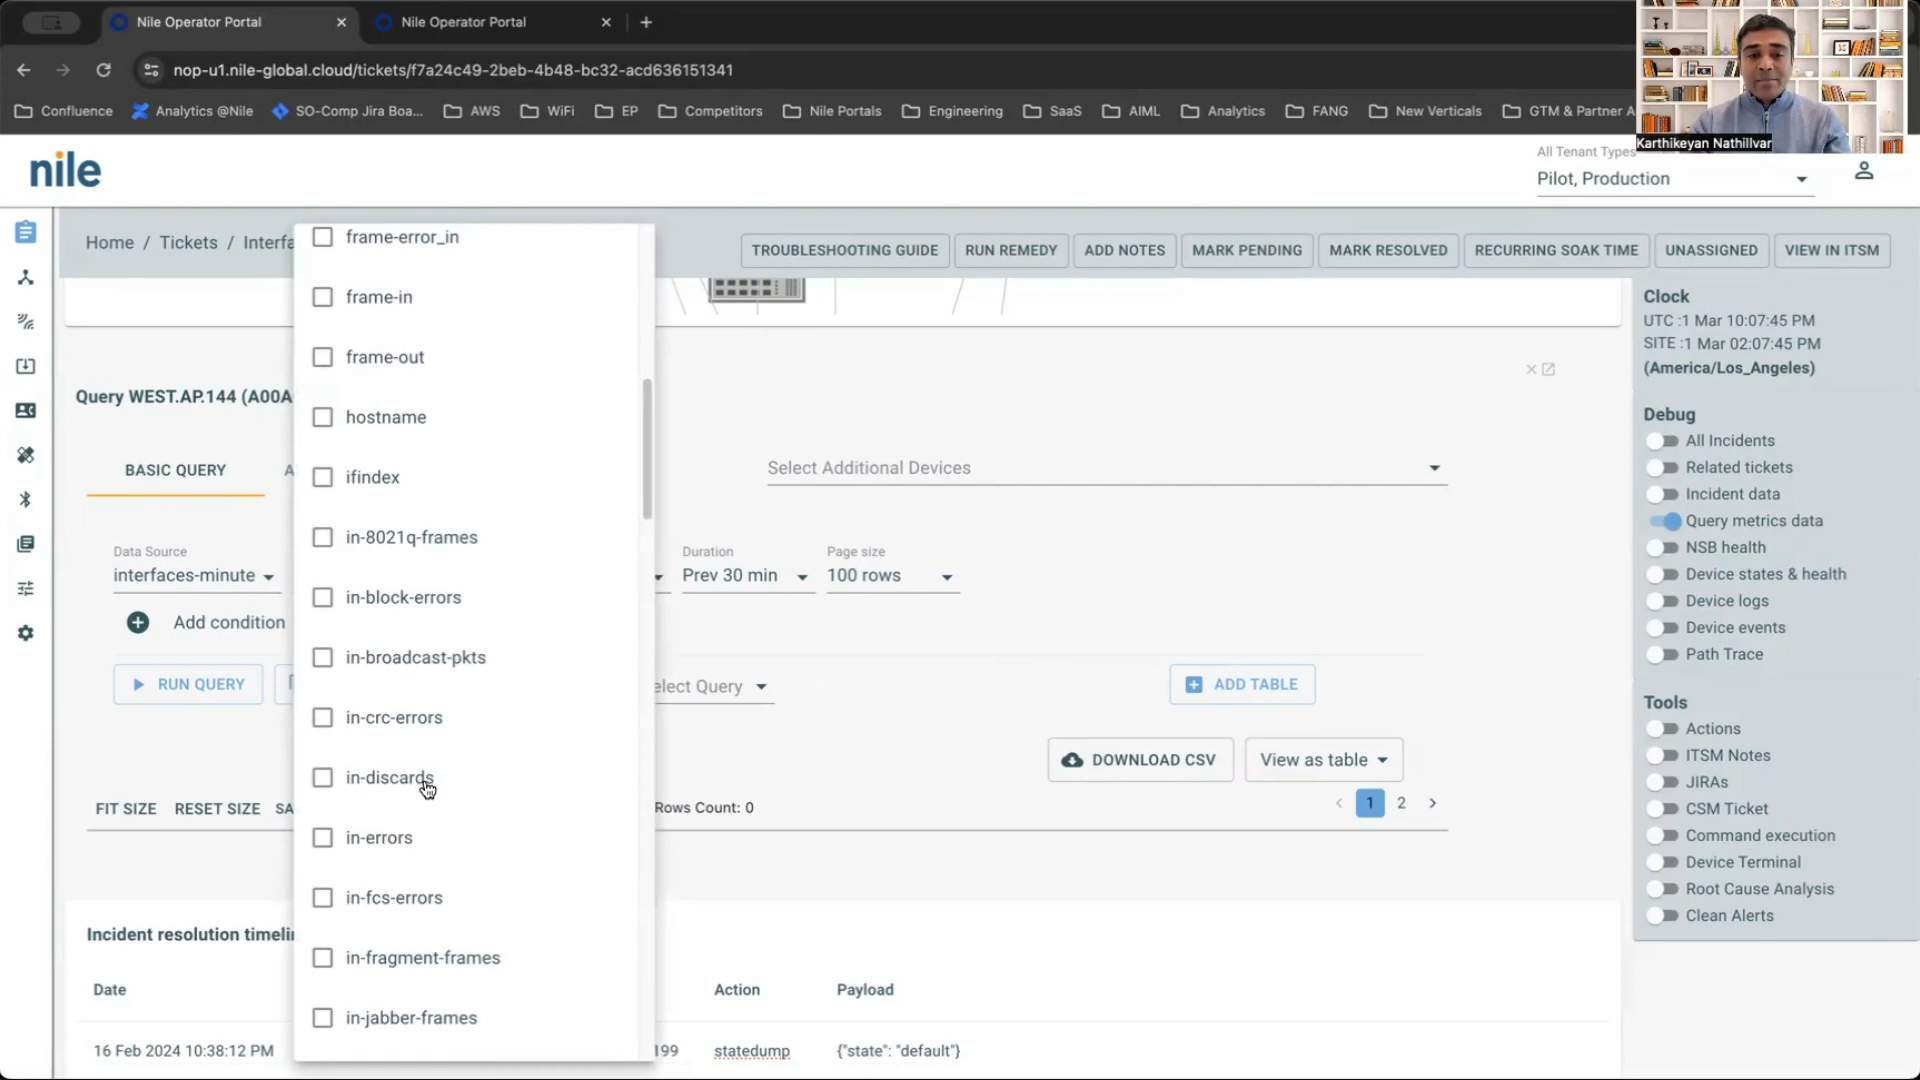 Nile Operator Portal
Nile Operator Portal
nop-u1.nile-global.cloud/tickets/f7a24c49-2beb-4b48-bc32-acd636151341
Confluence
Analytics @Nile
SO-Comp Jira Boa...
AWS
WiFi
EP
Competitors
Nile Portals
Engineering
SaaS
AIML
Analytics
FANG
New Verticals
GTM & Partner A
Karthikeyan Nathillvar
nile
All Tenant Types
Pilot, Production
Home / Tickets / Interfa
TROUBLESHOOTING GUIDE
RUN REMEDY
ADD NOTES
MARK PENDING
MARK RESOLVED
RECURRING SOAK TIME
UNASSIGNED
VIEW IN ITSM
frame-error_in
frame-in
frame-out
hostname
ifindex
in-8021q-frames
in-block-errors
in-broadcast-pkts
in-crc-errors
in-discards
in-errors
in-fcs-errors
in-fragment-frames
in-jabber-frames
Query WEST.AP.144 (A00A
BASIC QUERY
A
Select Additional Devices
Data Source
interfaces-minute
Duration
Prev 30 min
Page size
100 rows
Add condition
RUN QUERY
elect Query
ADD TABLE
DOWNLOAD CSV
View as table
FIT SIZE
RESET SIZE
SA
Rows Count: 0
1
2
Incident resolution timelin
Date
Action
Payload
16 Feb 2024 10:38:12 PM
199
statedump
{"state": "default"}
Clock
UTC :1 Mar 10:07:45 PM
SITE :1 Mar 02:07:45 PM
(America/Los_Angeles)
Debug
All Incidents
Related tickets
Incident data
Query metrics data
NSB health
Device states & health
Device logs
Device events
Path Trace
Tools
Actions
ITSM Notes
JIRAs
CSM Ticket
Command execution
Device Terminal
Root Cause Analysis
Clean Alerts